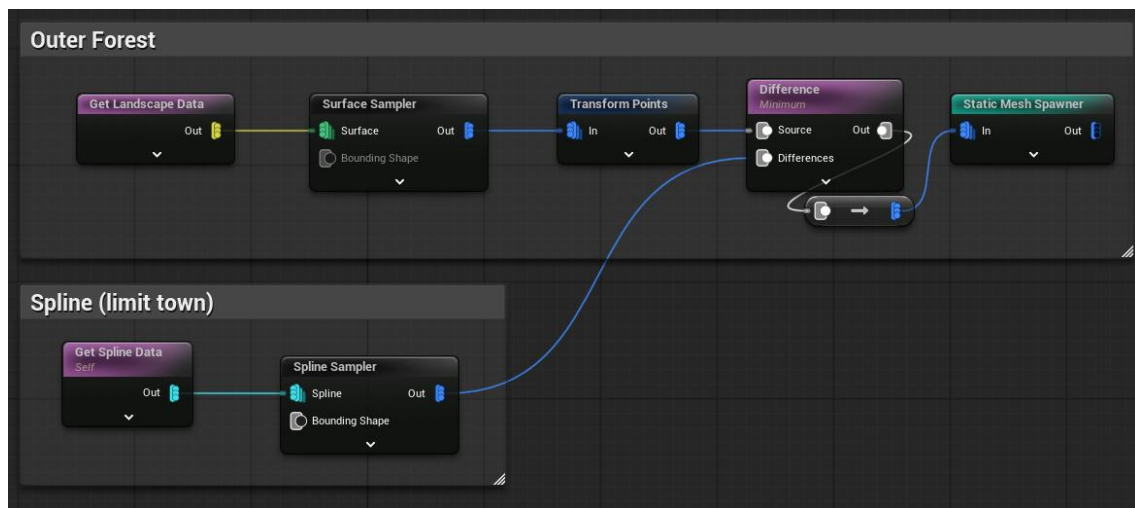 Outer Forest
Get Landscape Data
Out
Surface Sampler
Surface Out
Bounding Shape
Transform Points
In Out
Difference
Minimum
Source Out
Differences
Static Mesh Spawner
In Out
Spline (limit town)
Get Spline Data
Self
Out
Spline Sampler
Spline Out
Bounding Shape